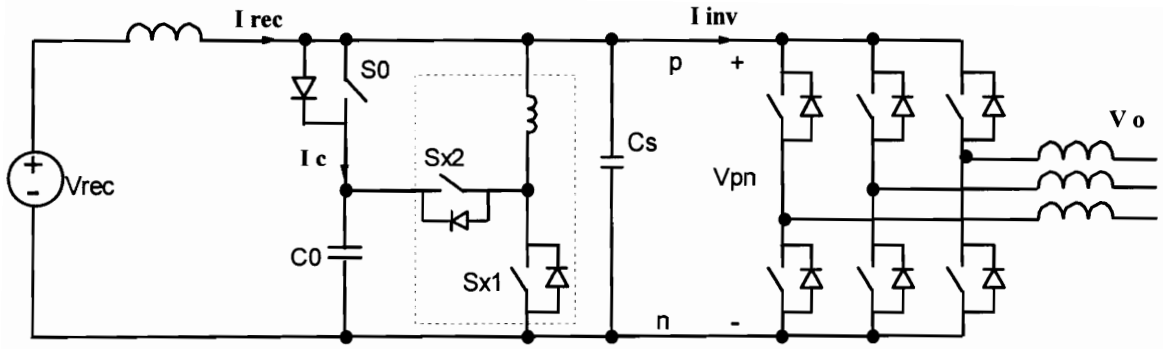 I rec
I inv
S0
p
+
I c
Sx2
Cs
V o
+
-
Vrec
Vpn
C0
Sx1
n
-